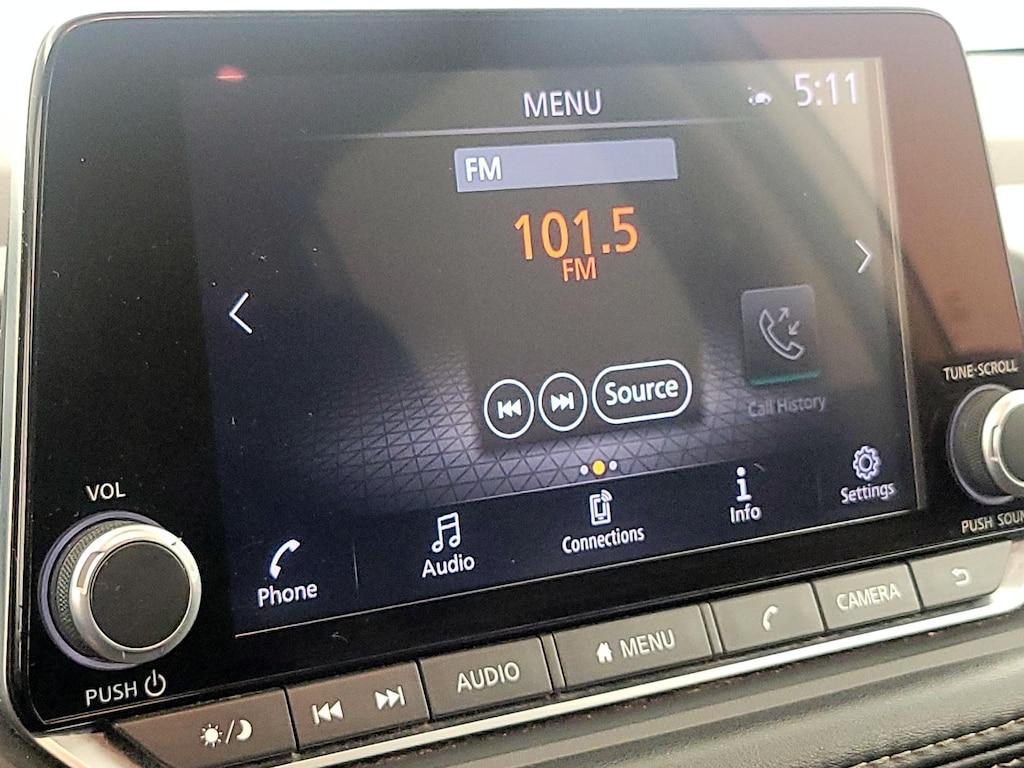 MENU
5:11
FM
101.5
FM
Source
Call History
TUNE·SCROLL
VOL
Phone
Audio
Connections
Info
Settings
PUSH
PUSH
AUDIO
MENU
CAMERA